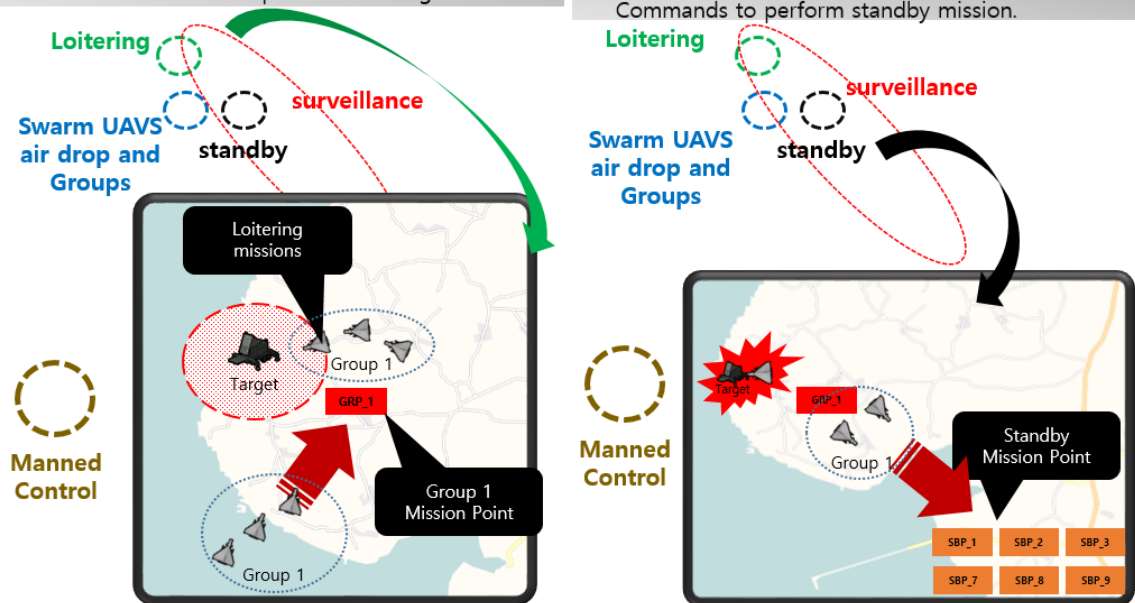 Commands to perform standby mission.
Loitering
surveillance
Swarm UAVS
air drop and
Groups
standby
Loitering
missions
Group 1
Target
GRP_1
Manned
Control
Group 1
Mission Point
Group 1
Loitering
surveillance
Swarm UAVS
air drop and
Groups
standby
Target
GRP_1
Group 1
Manned
Control
Standby
Mission Point
SBP_1
SBP_2
SBP_3
SBP_7
SBP_8
SBP_9